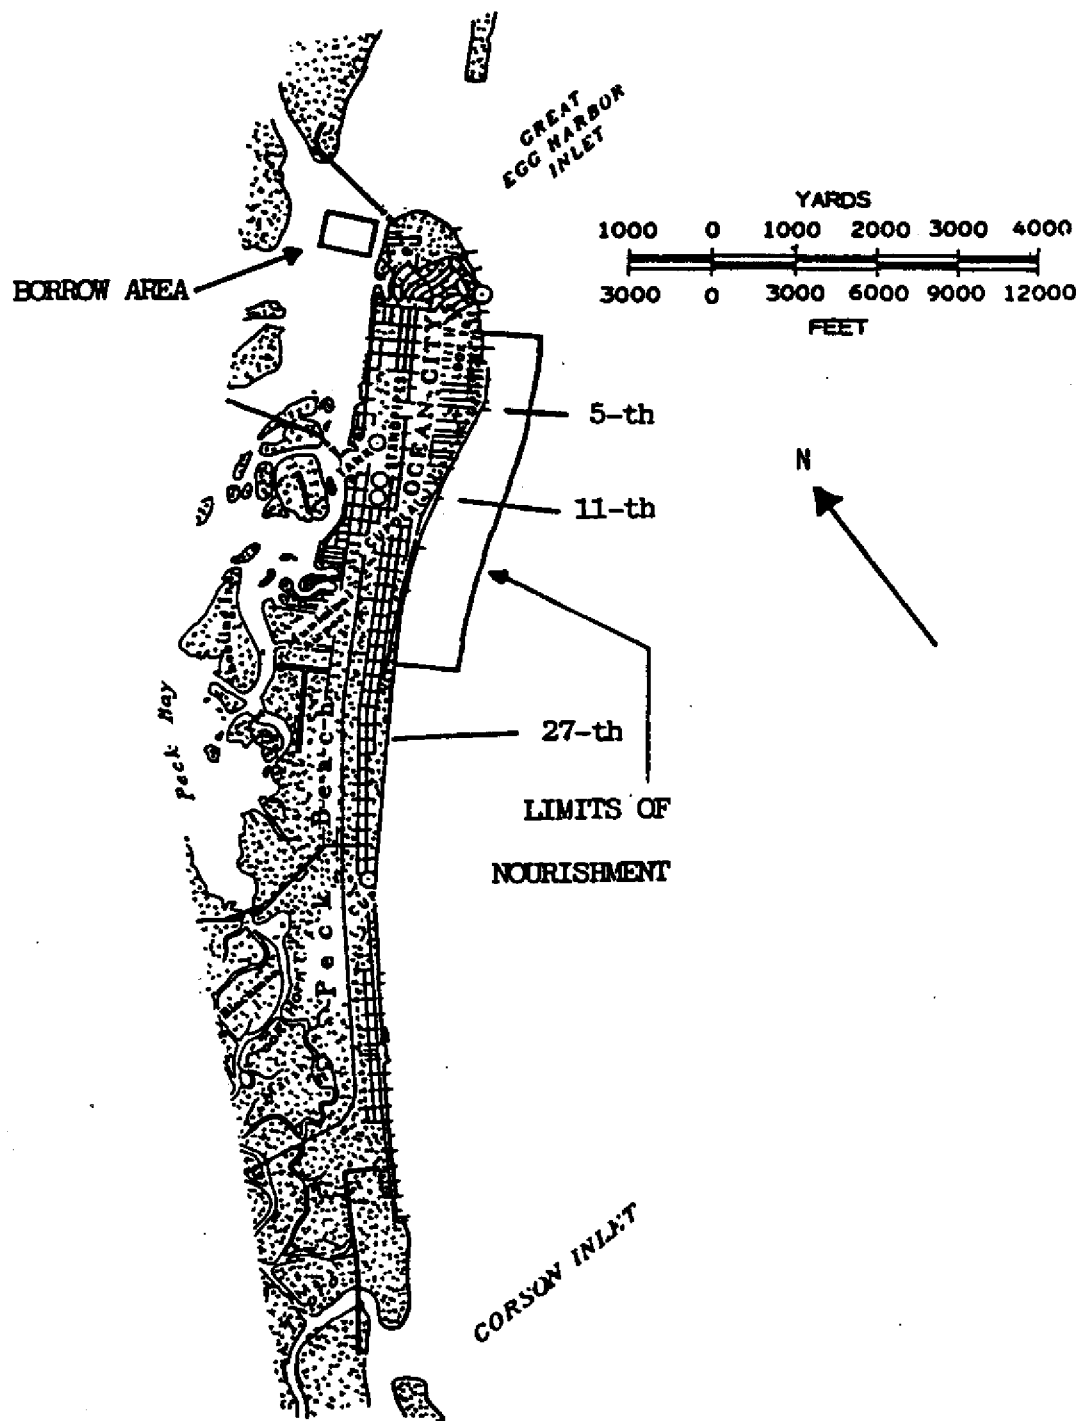 GREAT
EGG HARBOR
INLET
YARDS
1000 0 1000 2000 3000 4000
3000 0 3000 6000 9000 12000
FEET
BORROW AREA
OCEAN CITY
5-th
N
11-th
Peck Bay
27-th
LIMITS OF
NOURISHMENT
Peck Beach
CORSON INLET